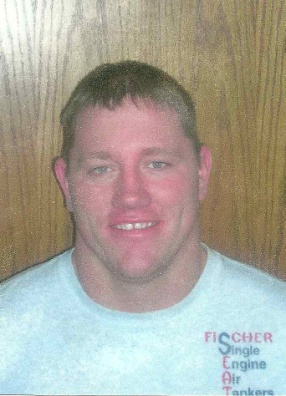 FiSCHER
Single
Engine
Air
Tankers